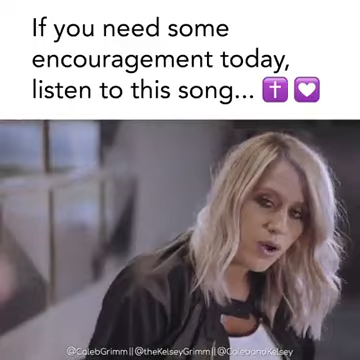 If you need some
encouragement today,
listen to this song... ✝️ 💟
@CalebGrimm||@theKelseyGrimm||@CalebandKelsey